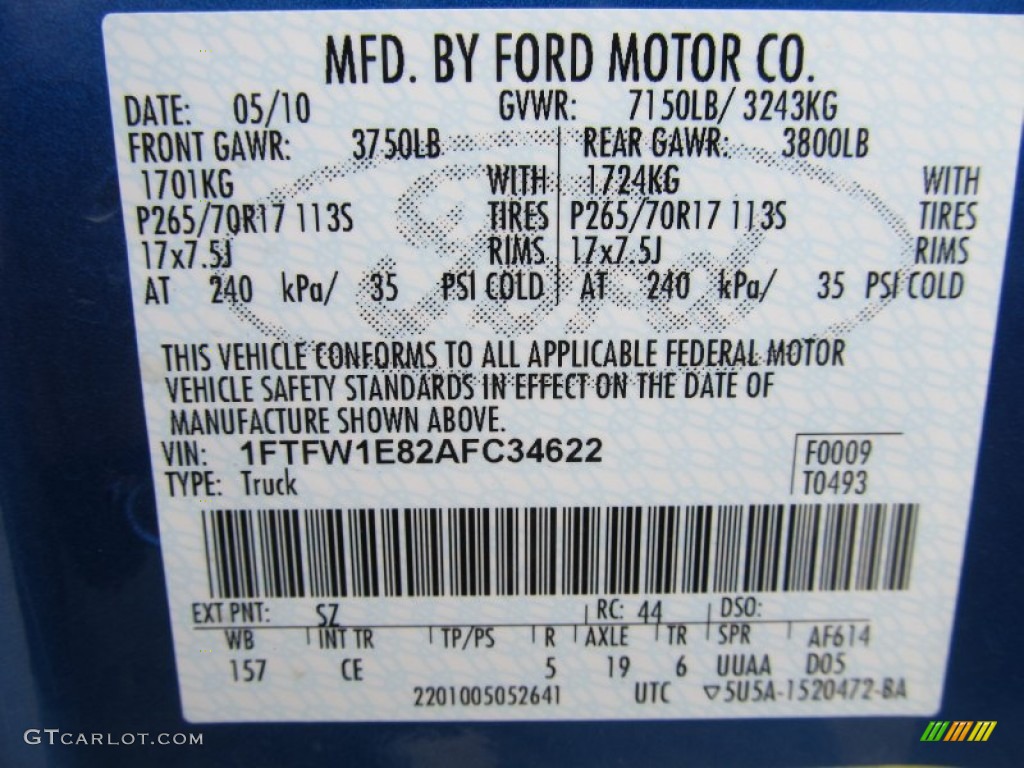 MFD. BY FORD MOTOR CO.
DATE: 05/10 GVWR: 7150LB/ 3243KG
FRONT GAWR: 3750LB REAR GAWR: 3800LB
1701KG WITH 1724KG WITH
P265/70R17 113S TIRES P265/70R17 113S TIRES
17x7.5J RIMS 17x7.5J RIMS
AT 240 kPa/ 35 PSI COLD AT 240 kPa/ 35 PSI COLD
Ford
THIS VEHICLE CONFORMS TO ALL APPLICABLE FEDERAL MOTOR
VEHICLE SAFETY STANDARDS IN EFFECT ON THE DATE OF
MANUFACTURE SHOWN ABOVE.
VIN: 1FTFW1E82AFC34622 F0009
TYPE: Truck T0493
EXT PNT: SZ RC: 44 DSO:
WB INT TR TP/PS R AXLE TR SPR AF614
157 CE 5 19 6 UUAA D05
2201005052641 UTC ▽5U5A-1520472-BA
GTCARLOT.COM